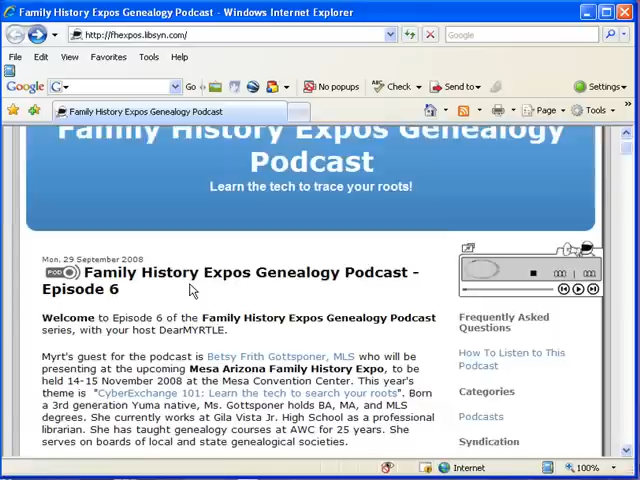 Family History Expos Genealogy Podcast - Windows Internet Explorer
http://fhexpos.libsyn.com/
Google
File Edit View Favorites Tools Help
Google G Go No popups Check Send to Settings
Family History Expos Genealogy Podcast
Page Tools
Family History Expos Genealogy
Podcast
Learn the tech to trace your roots!
Mon, 29 September 2008
POD Family History Expos Genealogy Podcast -
Episode 6
Welcome to Episode 6 of the Family History Expos Genealogy Podcast
series, with your host DearMYRTLE.
Myrt's guest for the podcast is Betsy Frith Gottsponer, MLS who will be
presenting at the upcoming Mesa Arizona Family History Expo, to be
held 14-15 November 2008 at the Mesa Convention Center. This year's
theme is "CyberExchange 101: Learn the tech to search your roots". Born
a 3rd generation Yuma native, Ms. Gottsponer holds BA, MA, and MLS
degrees. She currently works at Gila Vista Jr. High School as a professional
librarian. She has taught genealogy courses at AWC for 25 years. She
serves on boards of local and state genealogical societies.
Frequently Asked
Questions
How To Listen to This
Podcast
Categories
Podcasts
Syndication
Internet 100%